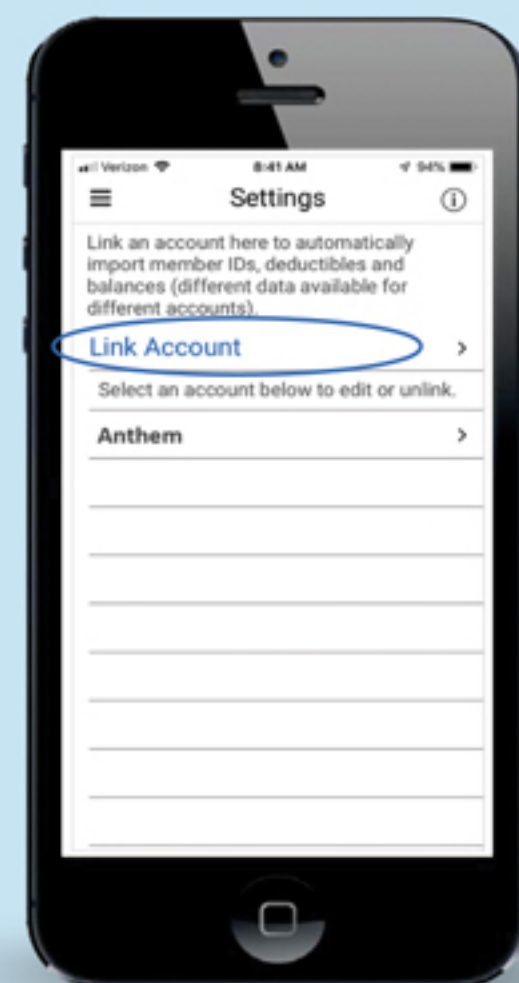 Verizon 8:41 AM 94%
Settings
Link an account here to automatically
import member IDs, deductibles and
balances (different data available for
different accounts).
Link Account >
Select an account below to edit or unlink.
Anthem >